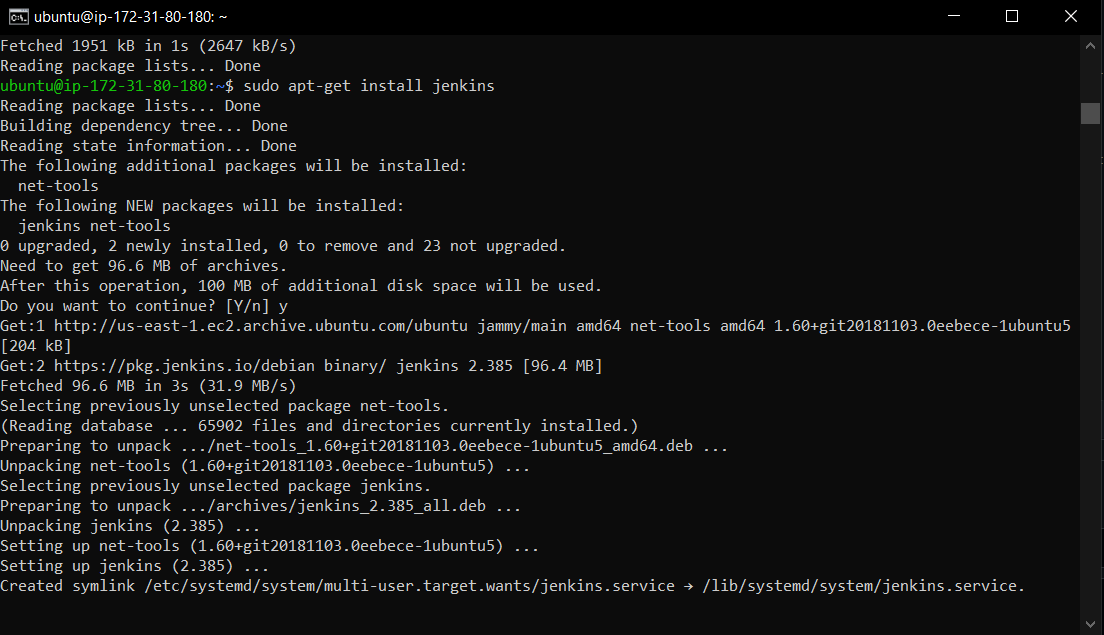 ubuntu@ip-172-31-80-180: ~
Fetched 1951 kB in 1s (2647 kB/s)
Reading package lists... Done
ubuntu@ip-172-31-80-180:~$ sudo apt-get install jenkins
Reading package lists... Done
Building dependency tree... Done
Reading state information... Done
The following additional packages will be installed:
  net-tools
The following NEW packages will be installed:
  jenkins net-tools
0 upgraded, 2 newly installed, 0 to remove and 23 not upgraded.
Need to get 96.6 MB of archives.
After this operation, 100 MB of additional disk space will be used.
Do you want to continue? [Y/n] y
Get:1 http://us-east-1.ec2.archive.ubuntu.com/ubuntu jammy/main amd64 net-tools amd64 1.60+git20181103.0eebece-1ubuntu5
[204 kB]
Get:2 https://pkg.jenkins.io/debian binary/ jenkins 2.385 [96.4 MB]
Fetched 96.6 MB in 3s (31.9 MB/s)
Selecting previously unselected package net-tools.
(Reading database ... 65902 files and directories currently installed.)
Preparing to unpack .../net-tools_1.60+git20181103.0eebece-1ubuntu5_amd64.deb ...
Unpacking net-tools (1.60+git20181103.0eebece-1ubuntu5) ...
Selecting previously unselected package jenkins.
Preparing to unpack .../archives/jenkins_2.385_all.deb ...
Unpacking jenkins (2.385) ...
Setting up net-tools (1.60+git20181103.0eebece-1ubuntu5) ...
Setting up jenkins (2.385) ...
Created symlink /etc/systemd/system/multi-user.target.wants/jenkins.service → /lib/systemd/system/jenkins.service.